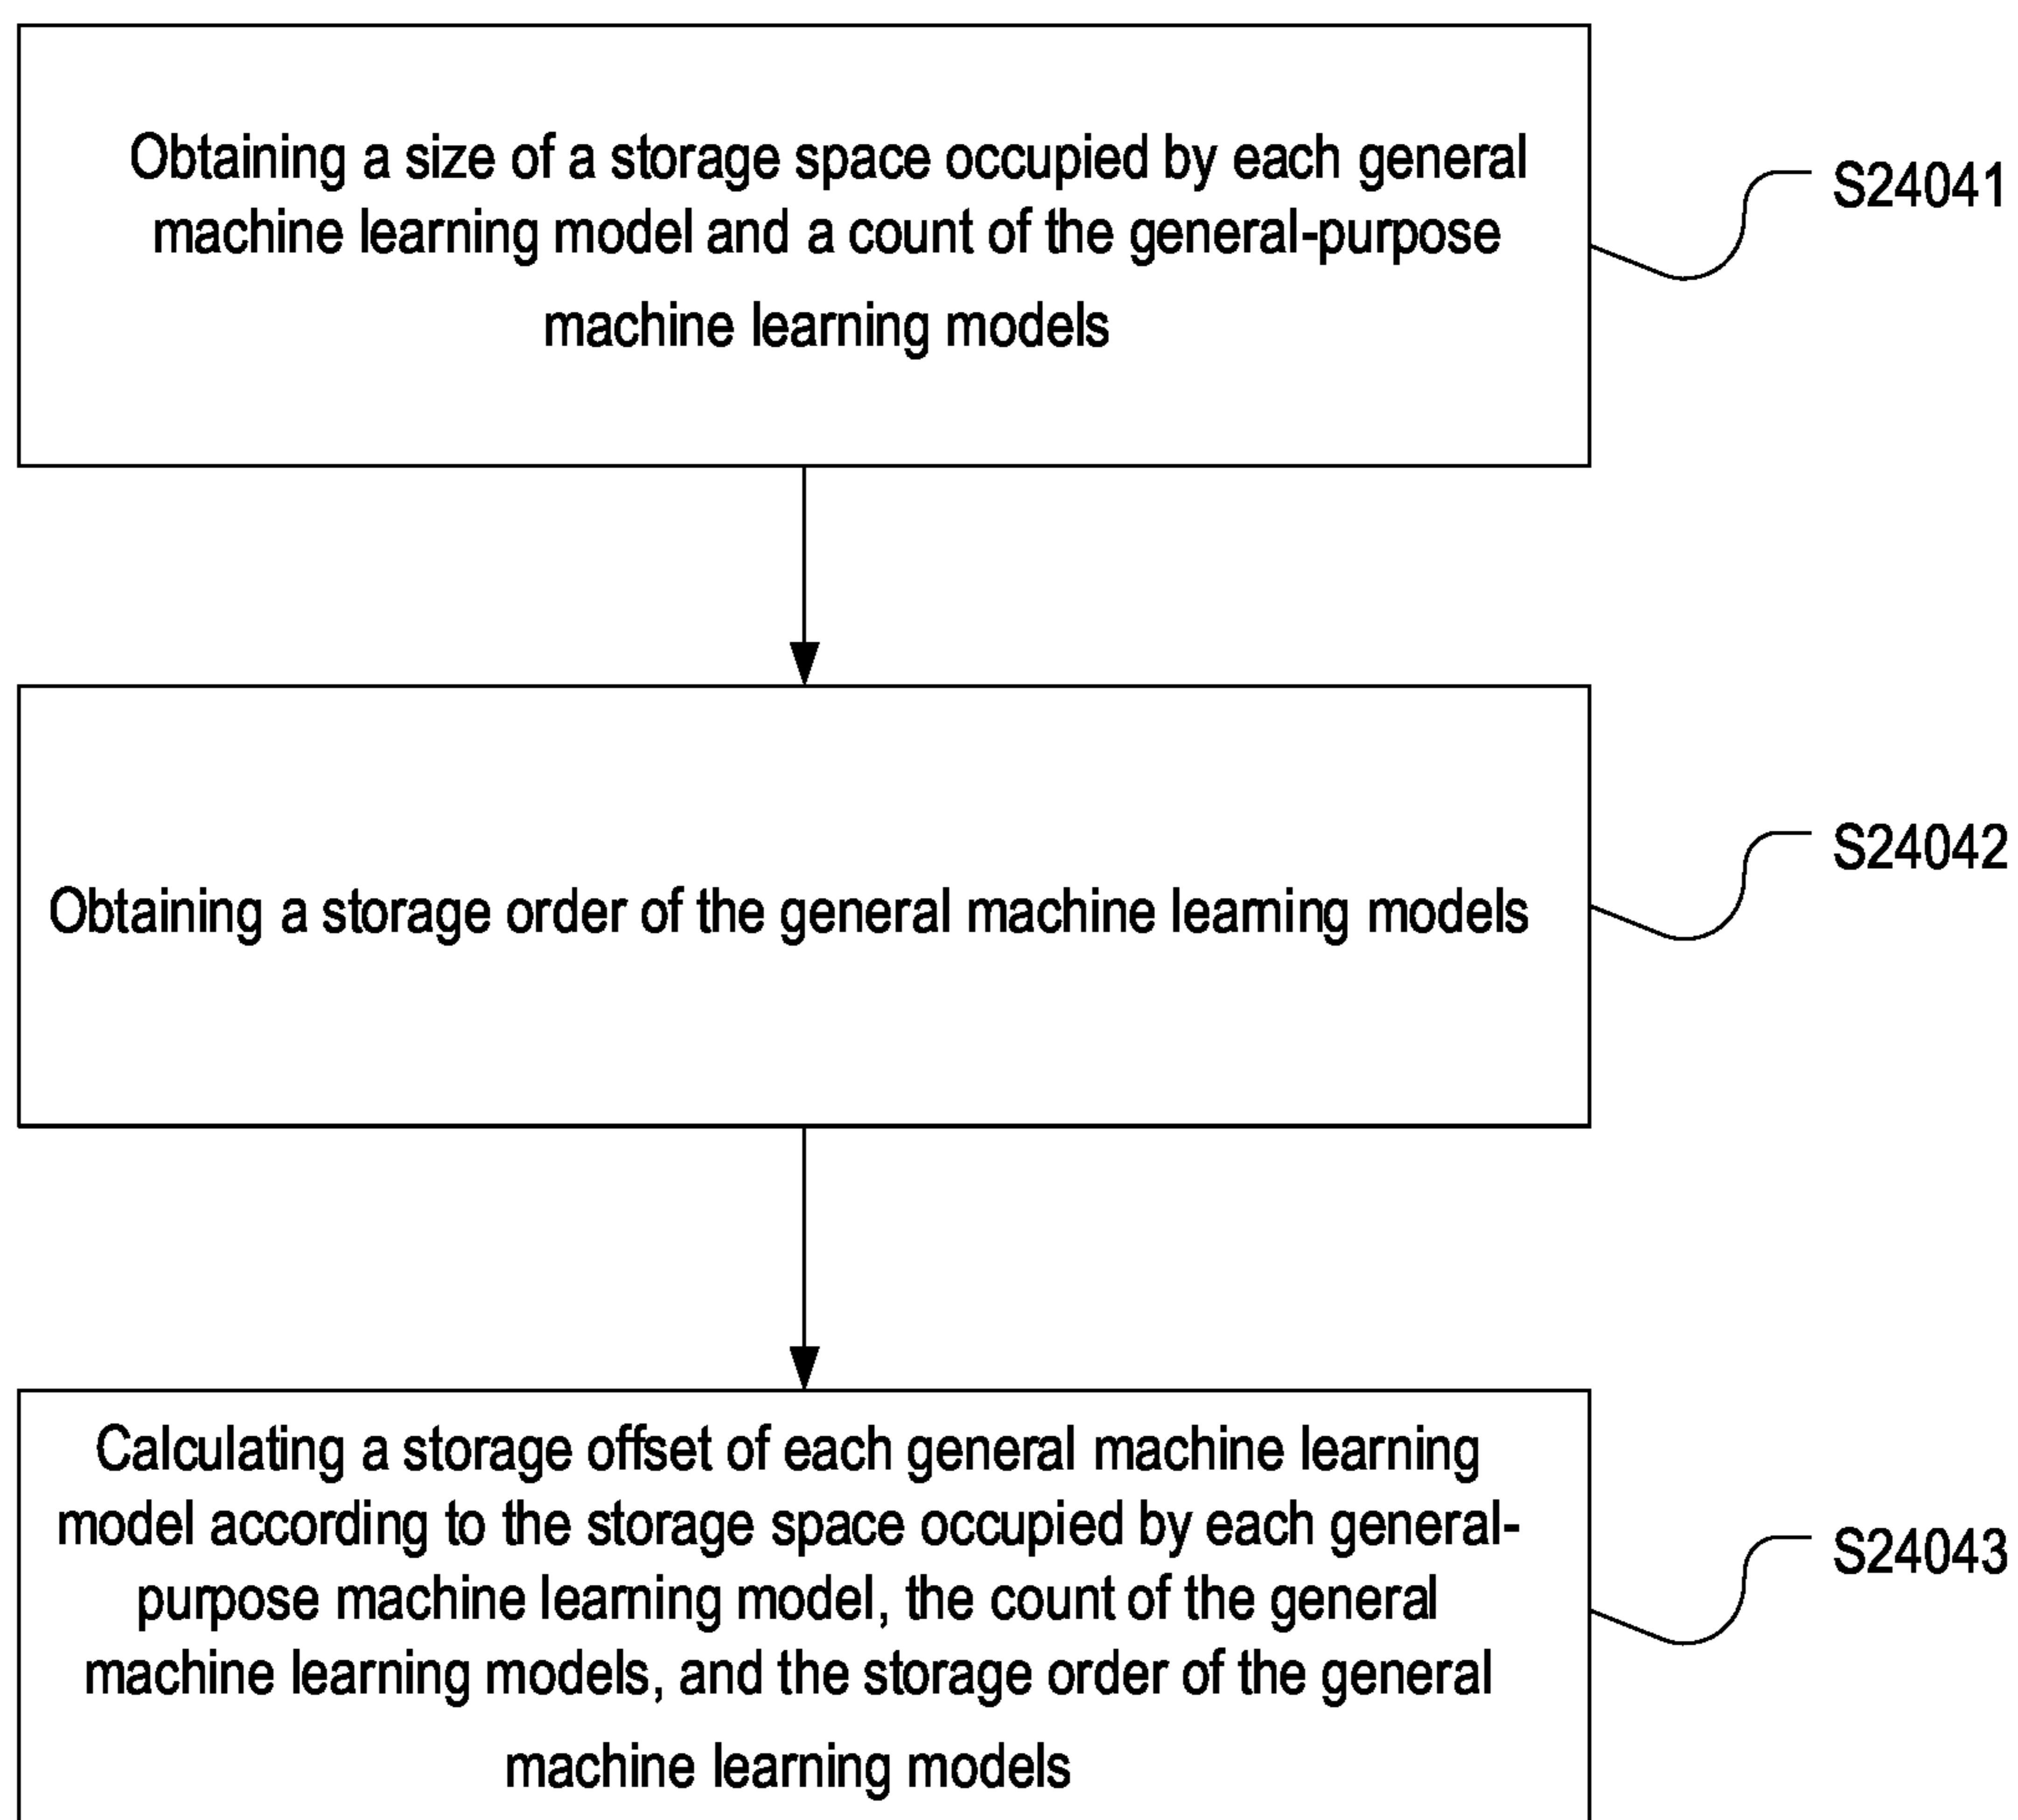 Obtaining a size of a storage space occupied by each general
machine learning model and a count of the general-purpose
machine learning models
S24041
Obtaining a storage order of the general machine learning models
S24042
Calculating a storage offset of each general machine learning
model according to the storage space occupied by each general-
purpose machine learning model, the count of the general
machine learning models, and the storage order of the general
machine learning models
S24043